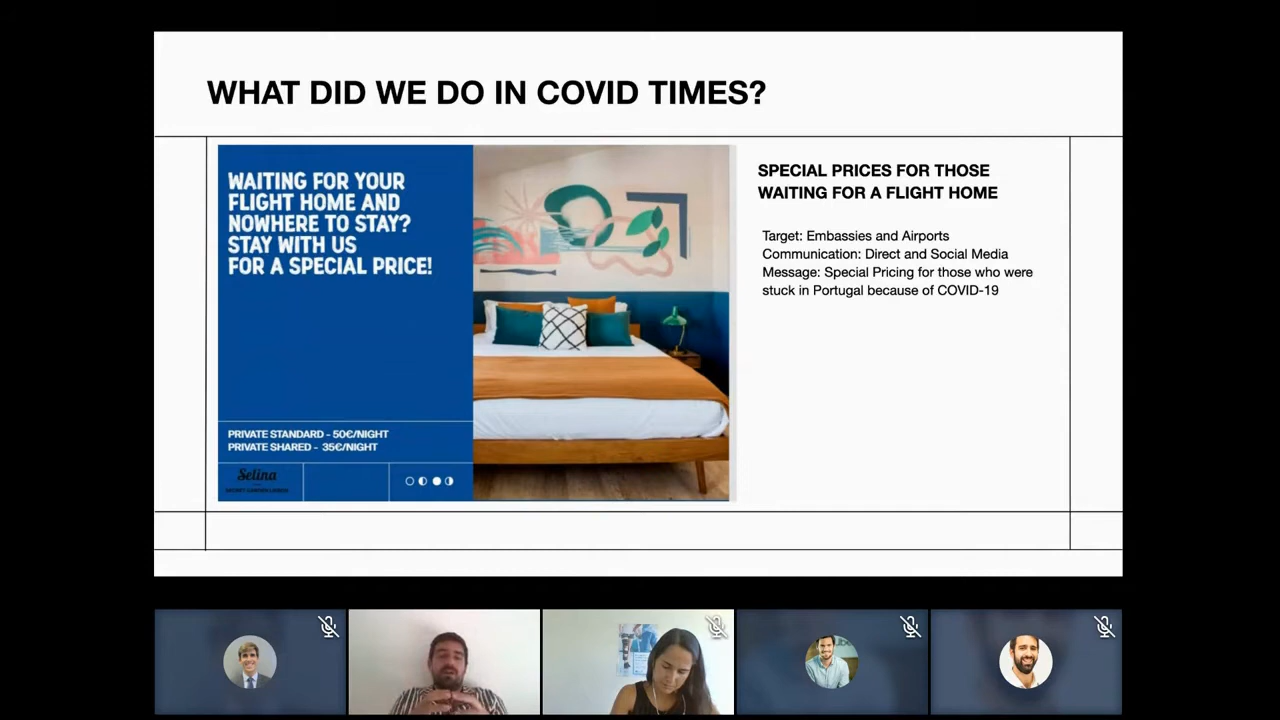 WHAT DID WE DO IN COVID TIMES?
WAITING FOR YOUR
FLIGHT HOME AND
NOWHERE TO STAY?
STAY WITH US
FOR A SPECIAL PRICE!
PRIVATE STANDARD - 50€/NIGHT
PRIVATE SHARED - 35€/NIGHT
Selina
SECRET GARDEN LISBON
SPECIAL PRICES FOR THOSE
WAITING FOR A FLIGHT HOME
Target: Embassies and Airports
Communication: Direct and Social Media
Message: Special Pricing for those who were
stuck in Portugal because of COVID-19